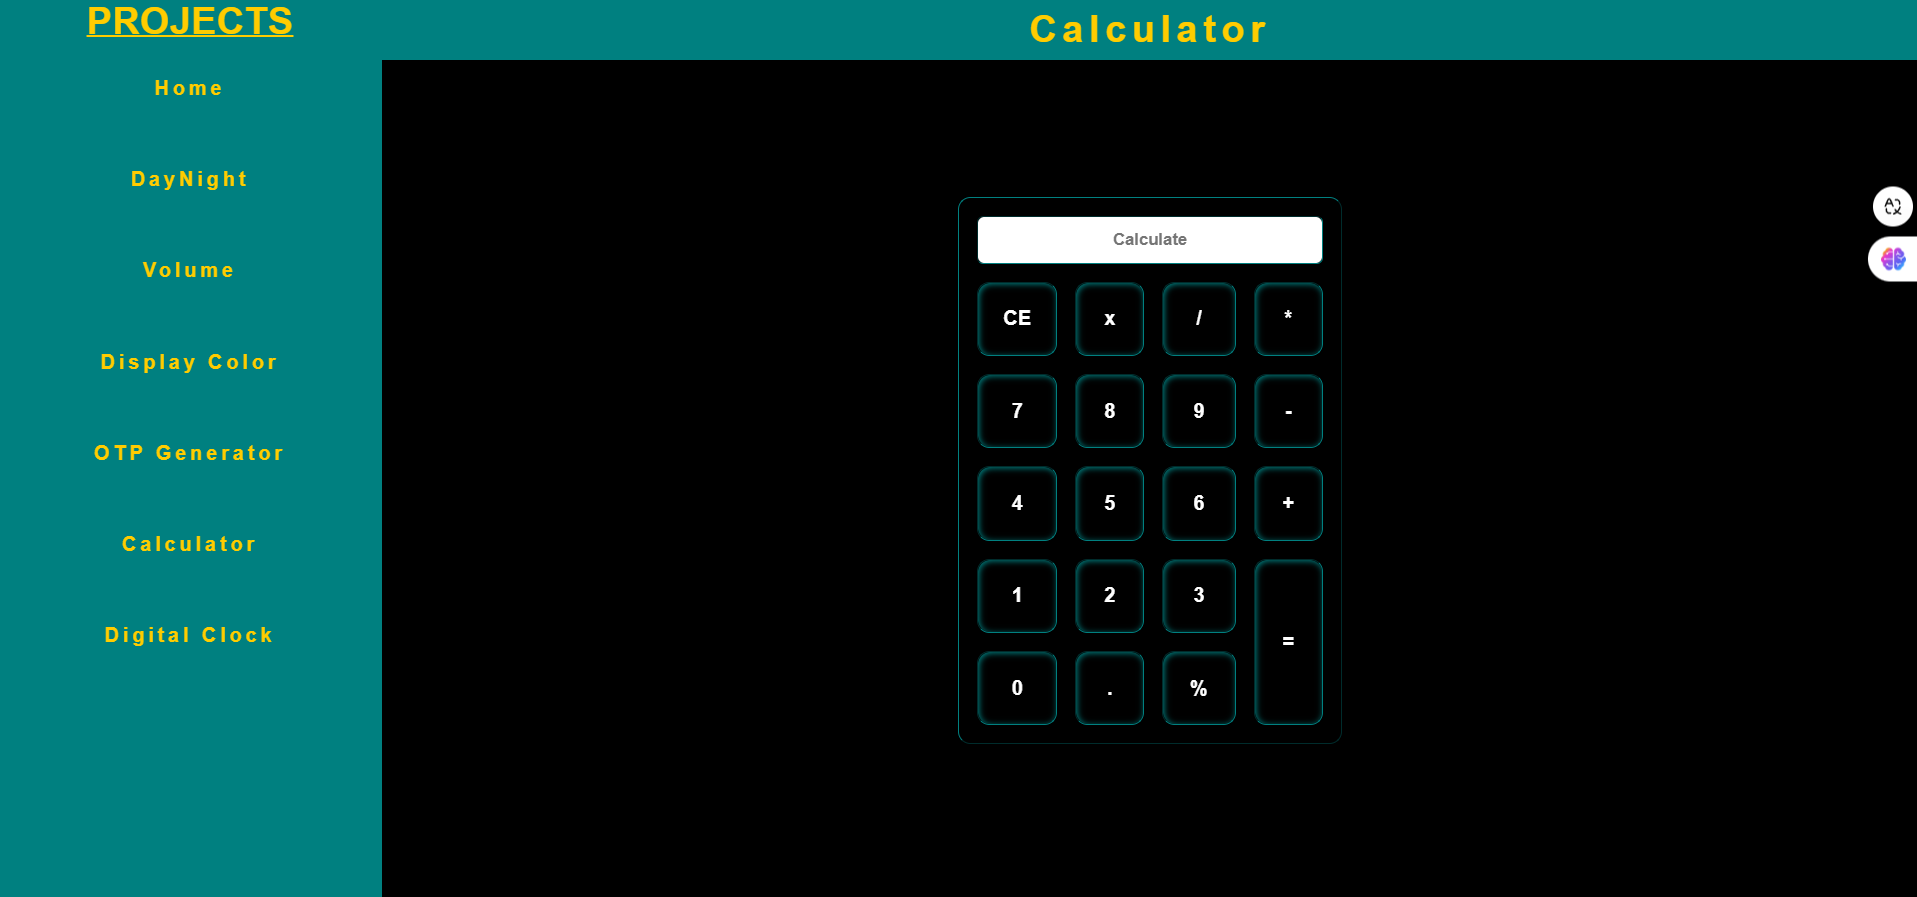 PROJECTS
Home
DayNight
Volume
Display Color
OTP Generator
Calculator
Digital Clock
Calculator
Calculate
CE x / *
7 8 9 -
4 5 6 +
1 2 3
=
0 . %